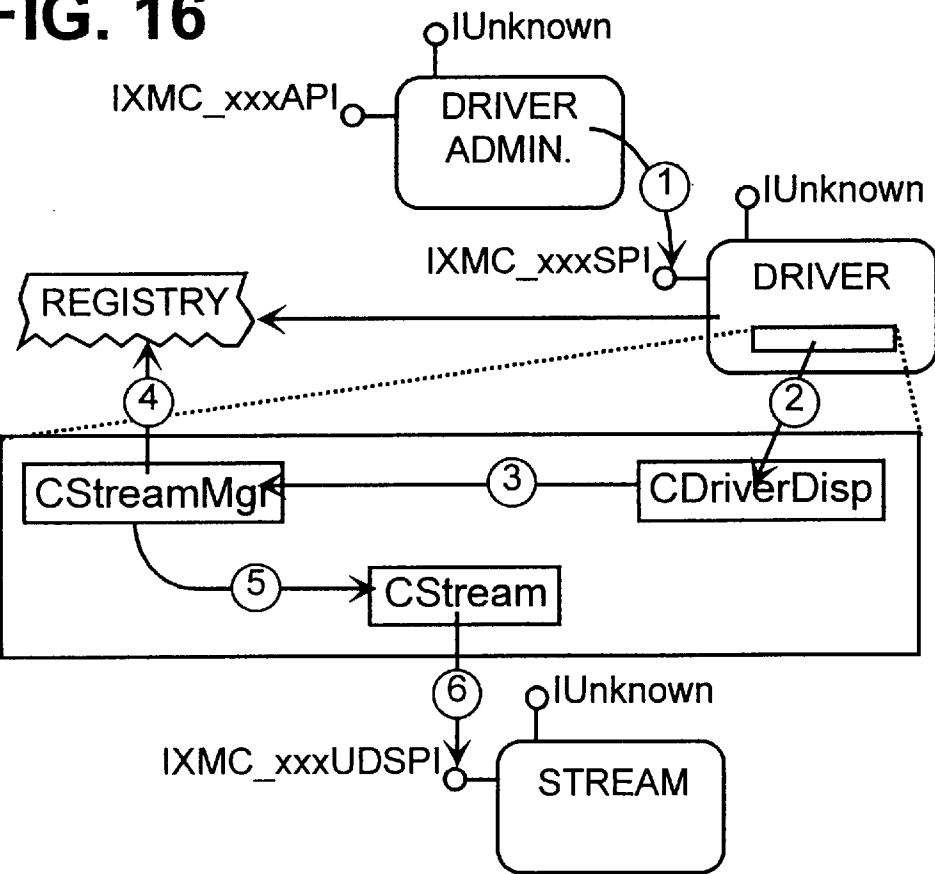 FIG. 16
IUnknown
IXMC_xxxAPI
DRIVER
ADMIN.
1
IUnknown
IXMC_xxxSPI
DRIVER
REGISTRY
4
2
CStreamMgr
3
CDriverDisp
5
CStream
6
IUnknown
IXMC_xxxUDSPI
STREAM